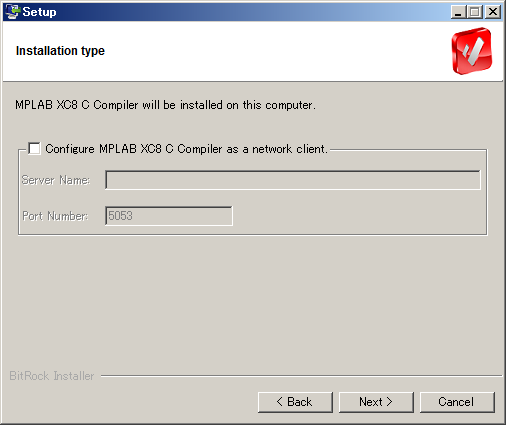 Setup
Installation type
MPLAB XC8 C Compiler will be installed on this computer.
Configure MPLAB XC8 C Compiler as a network client.
Server Name:
Port Number: 5053
BitRock Installer
< Back Next > Cancel